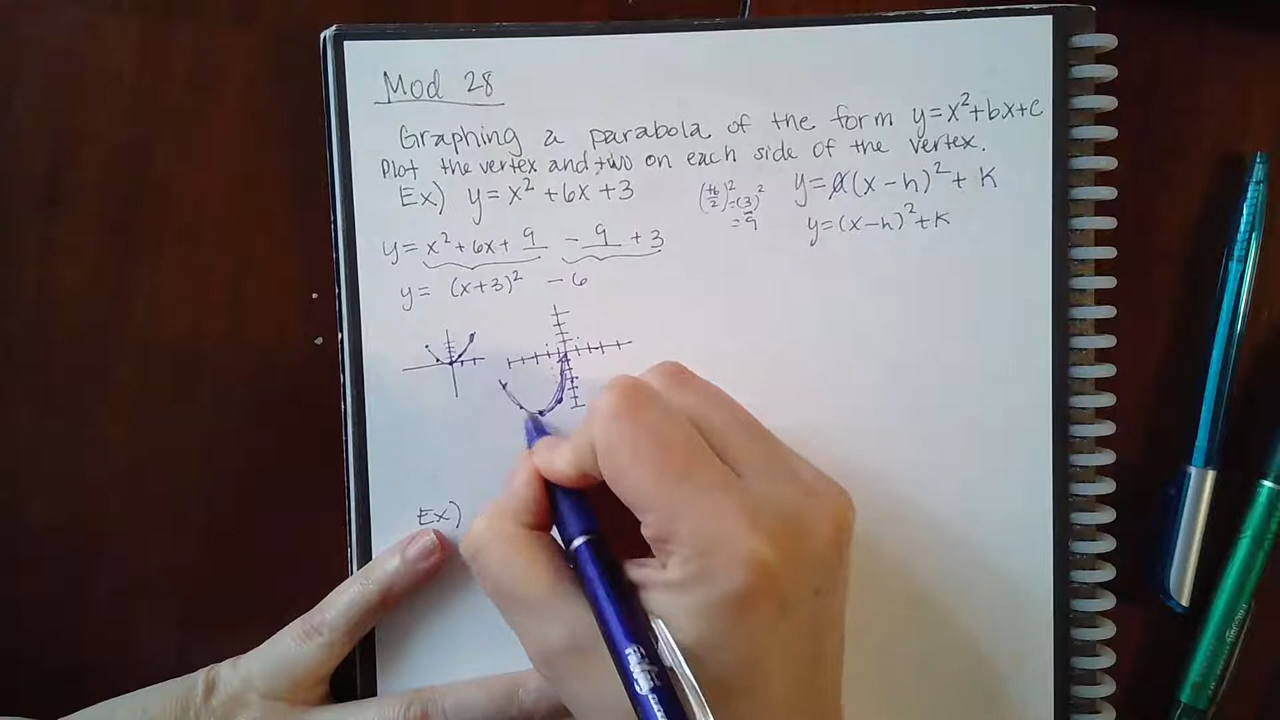 Mod 28
Graphing a parabola of the form y=x²+bx+c
Plot the vertex and two on each side of the vertex.
Ex) y=x²+6x+3
(+6/2)²=(3)²
=9
y=a(x-h)²+k
y=(x-h)²+k
y=x²+6x+ 9 - 9 +3
y= (x+3)² - 6
Ex)